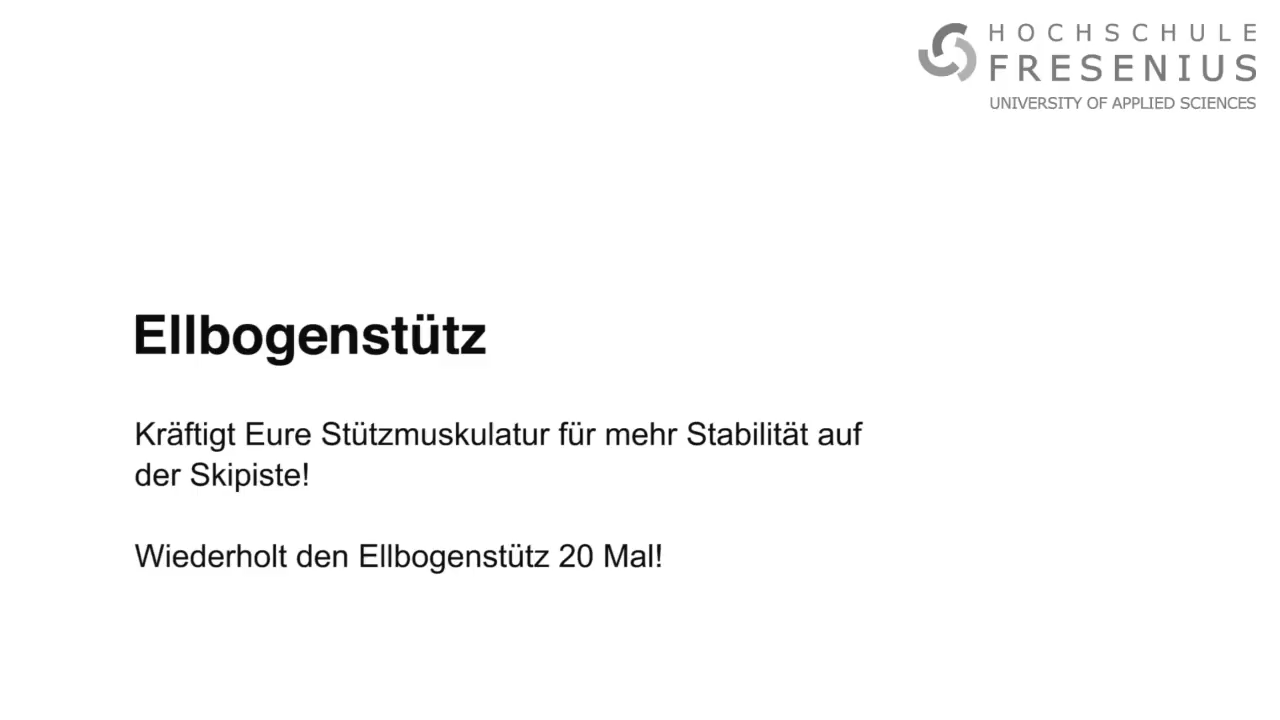 HOCHSCHULE
FRESENIUS
UNIVERSITY OF APPLIED SCIENCES
Ellbogenstütz
Kräftigt Eure Stützmuskulatur für mehr Stabilität auf
der Skipiste!
Wiederholt den Ellbogenstütz 20 Mal!